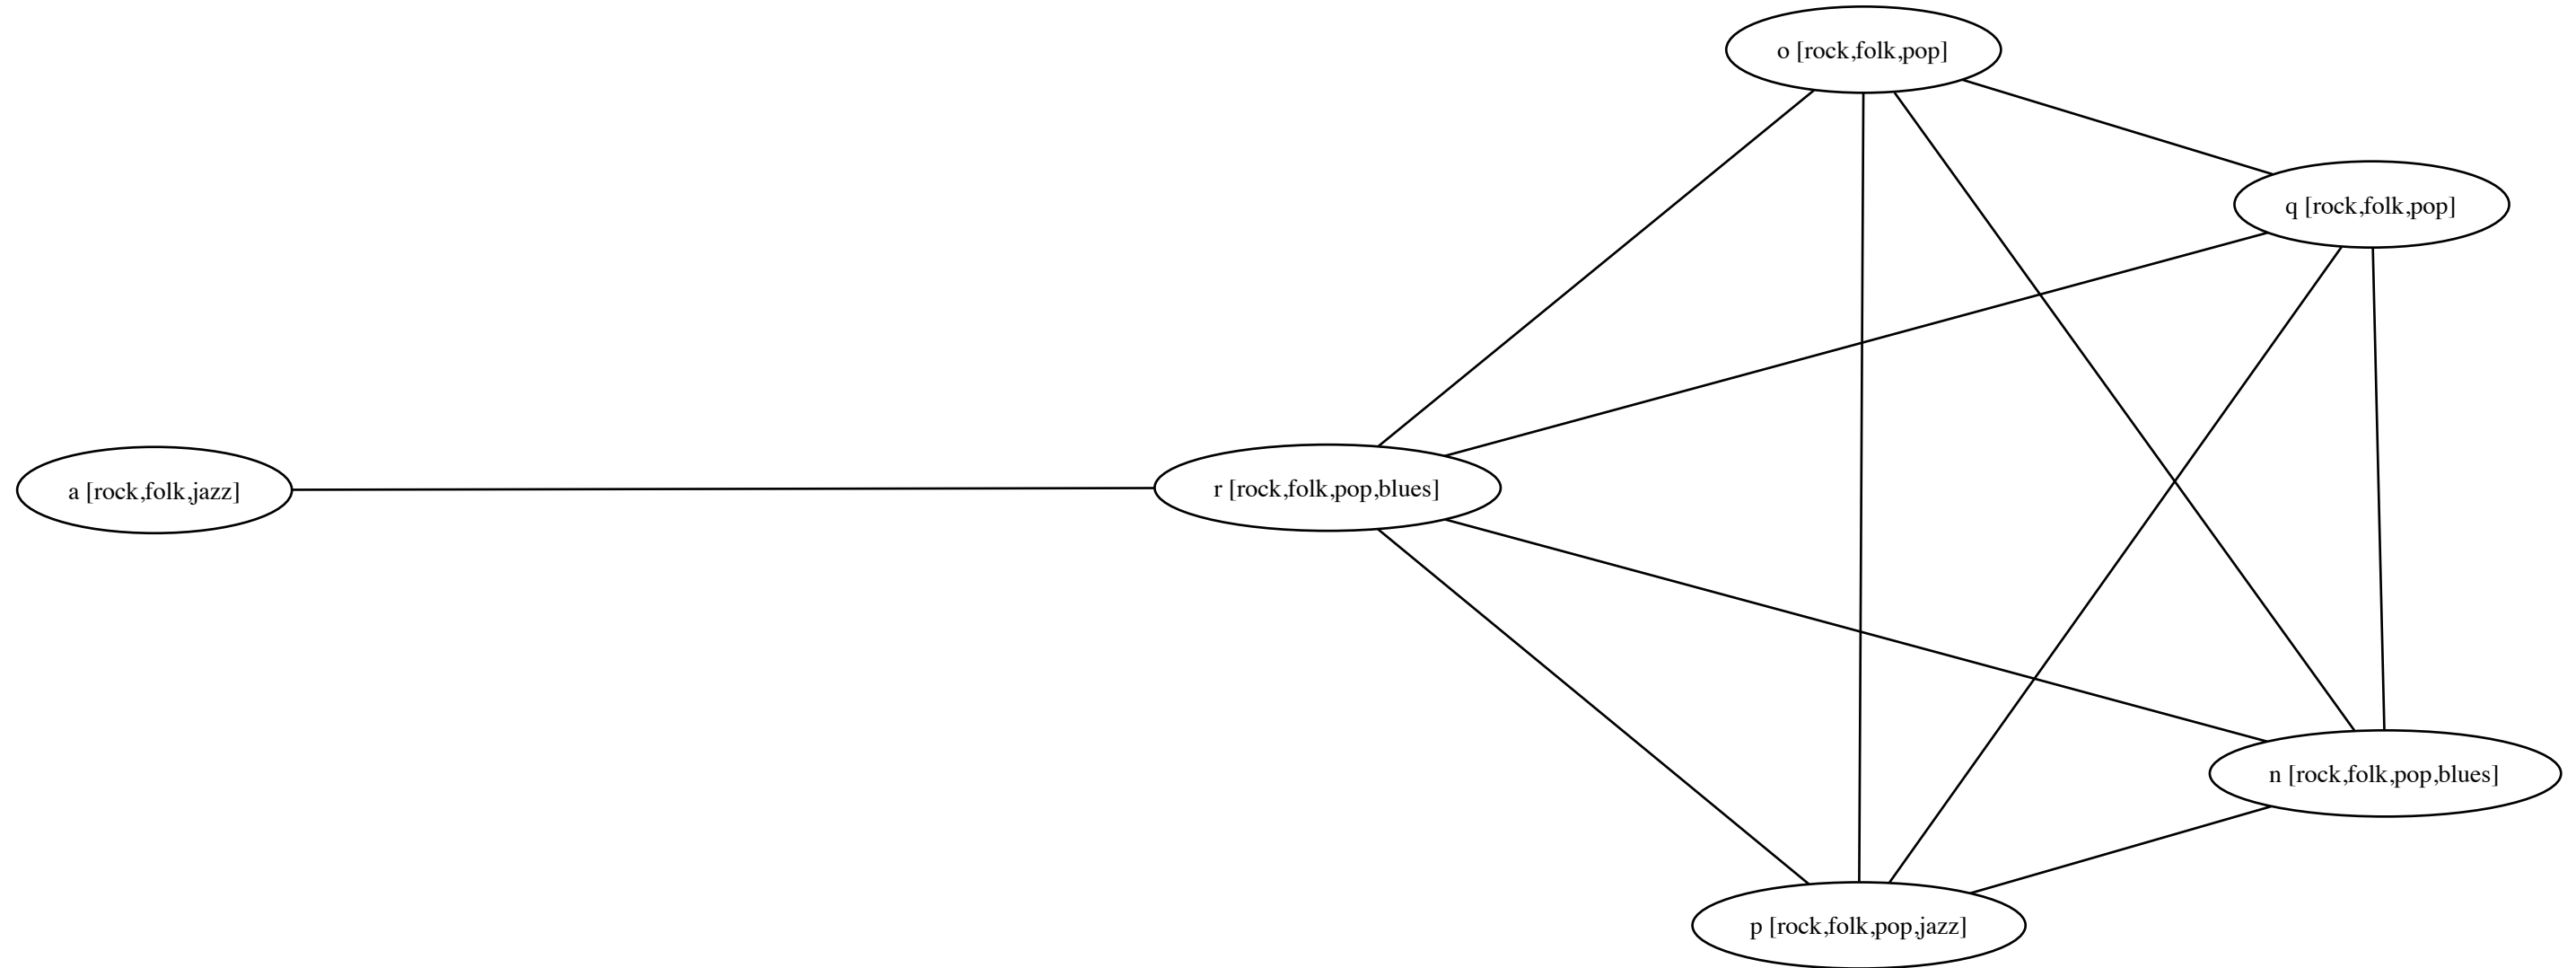 o [rock,folk,pop]
q [rock,folk,pop]
a [rock,folk,jazz]
r [rock,folk,pop,blues]
n [rock,folk,pop,blues]
p [rock,folk,pop,jazz]